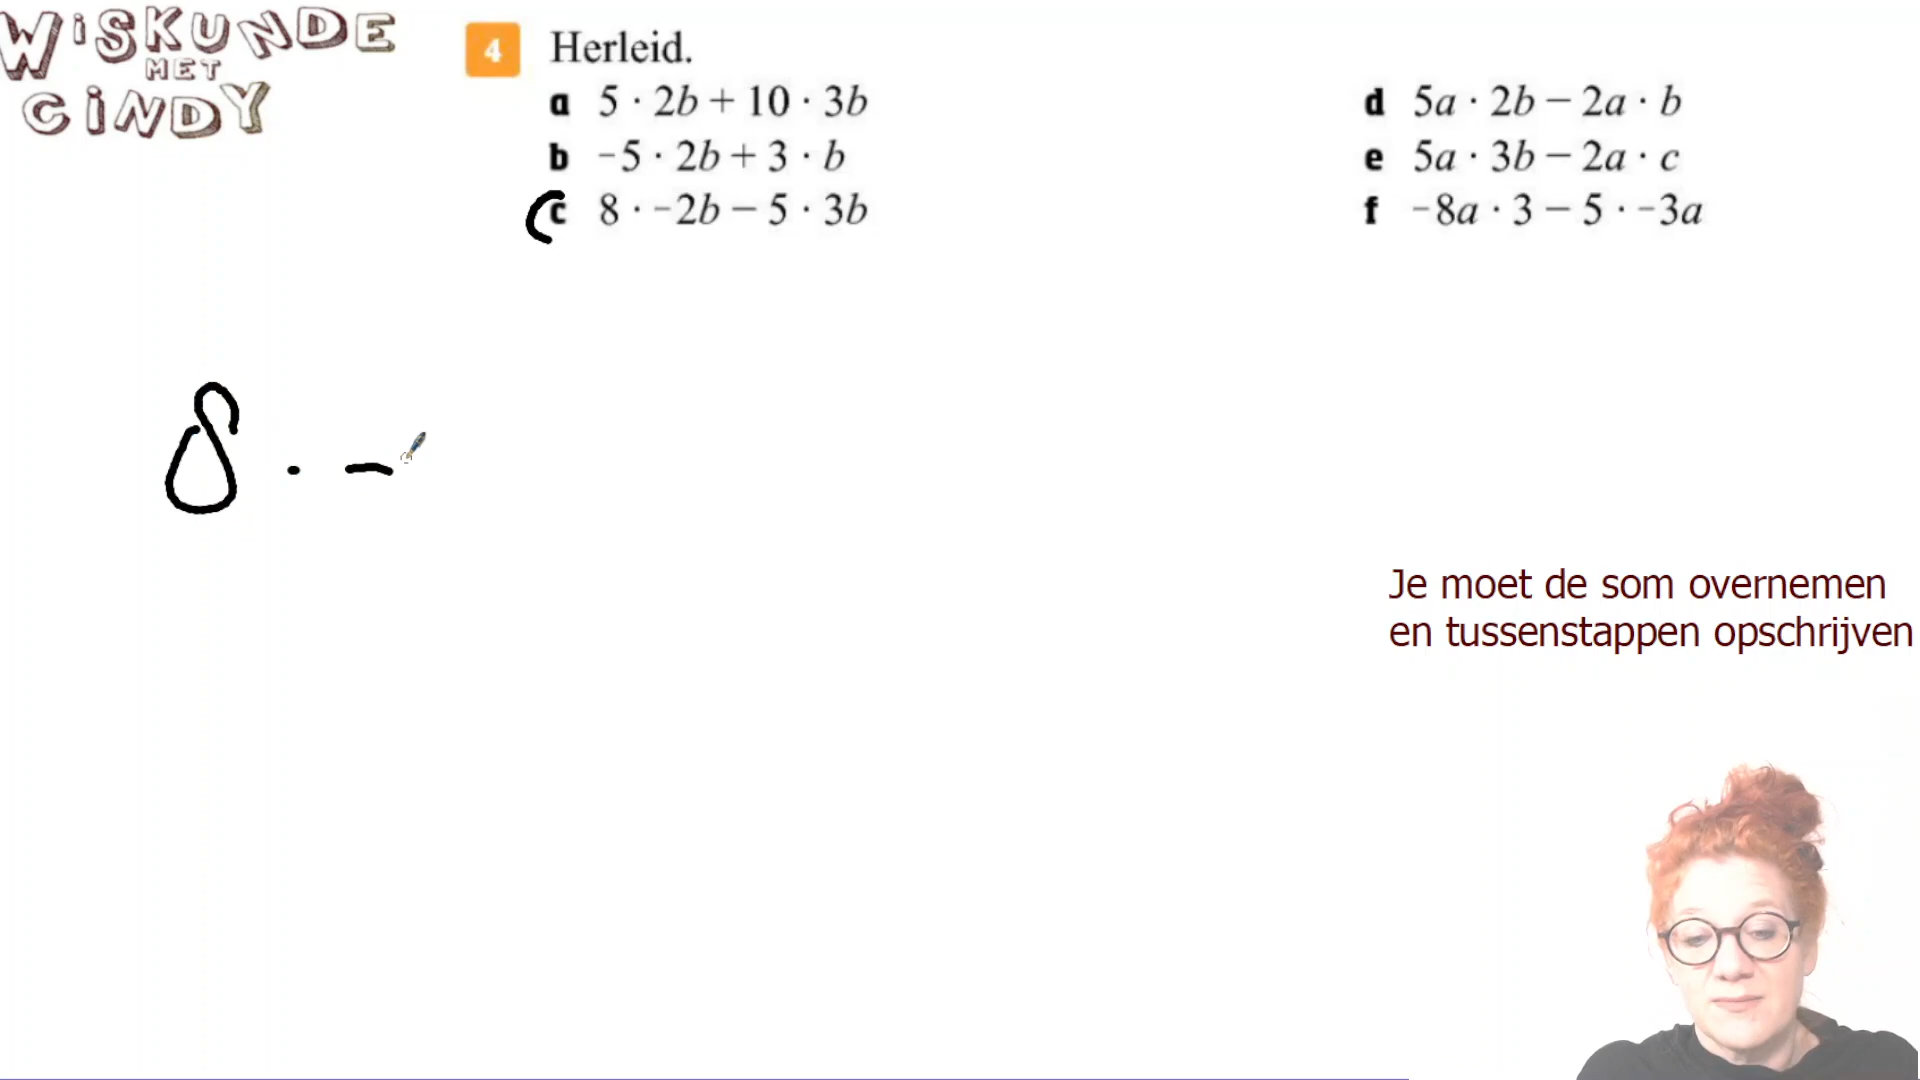 WiSKUNDE
MET
CiNDY
4 Herleid.
a 5 · 2b + 10 · 3b
b -5 · 2b + 3 · b
c 8 · -2b – 5 · 3b
d 5a · 2b – 2a · b
e 5a · 3b – 2a · c
f -8a · 3 – 5 · -3a
8 · -
Je moet de som overnemen
en tussenstappen opschrijven